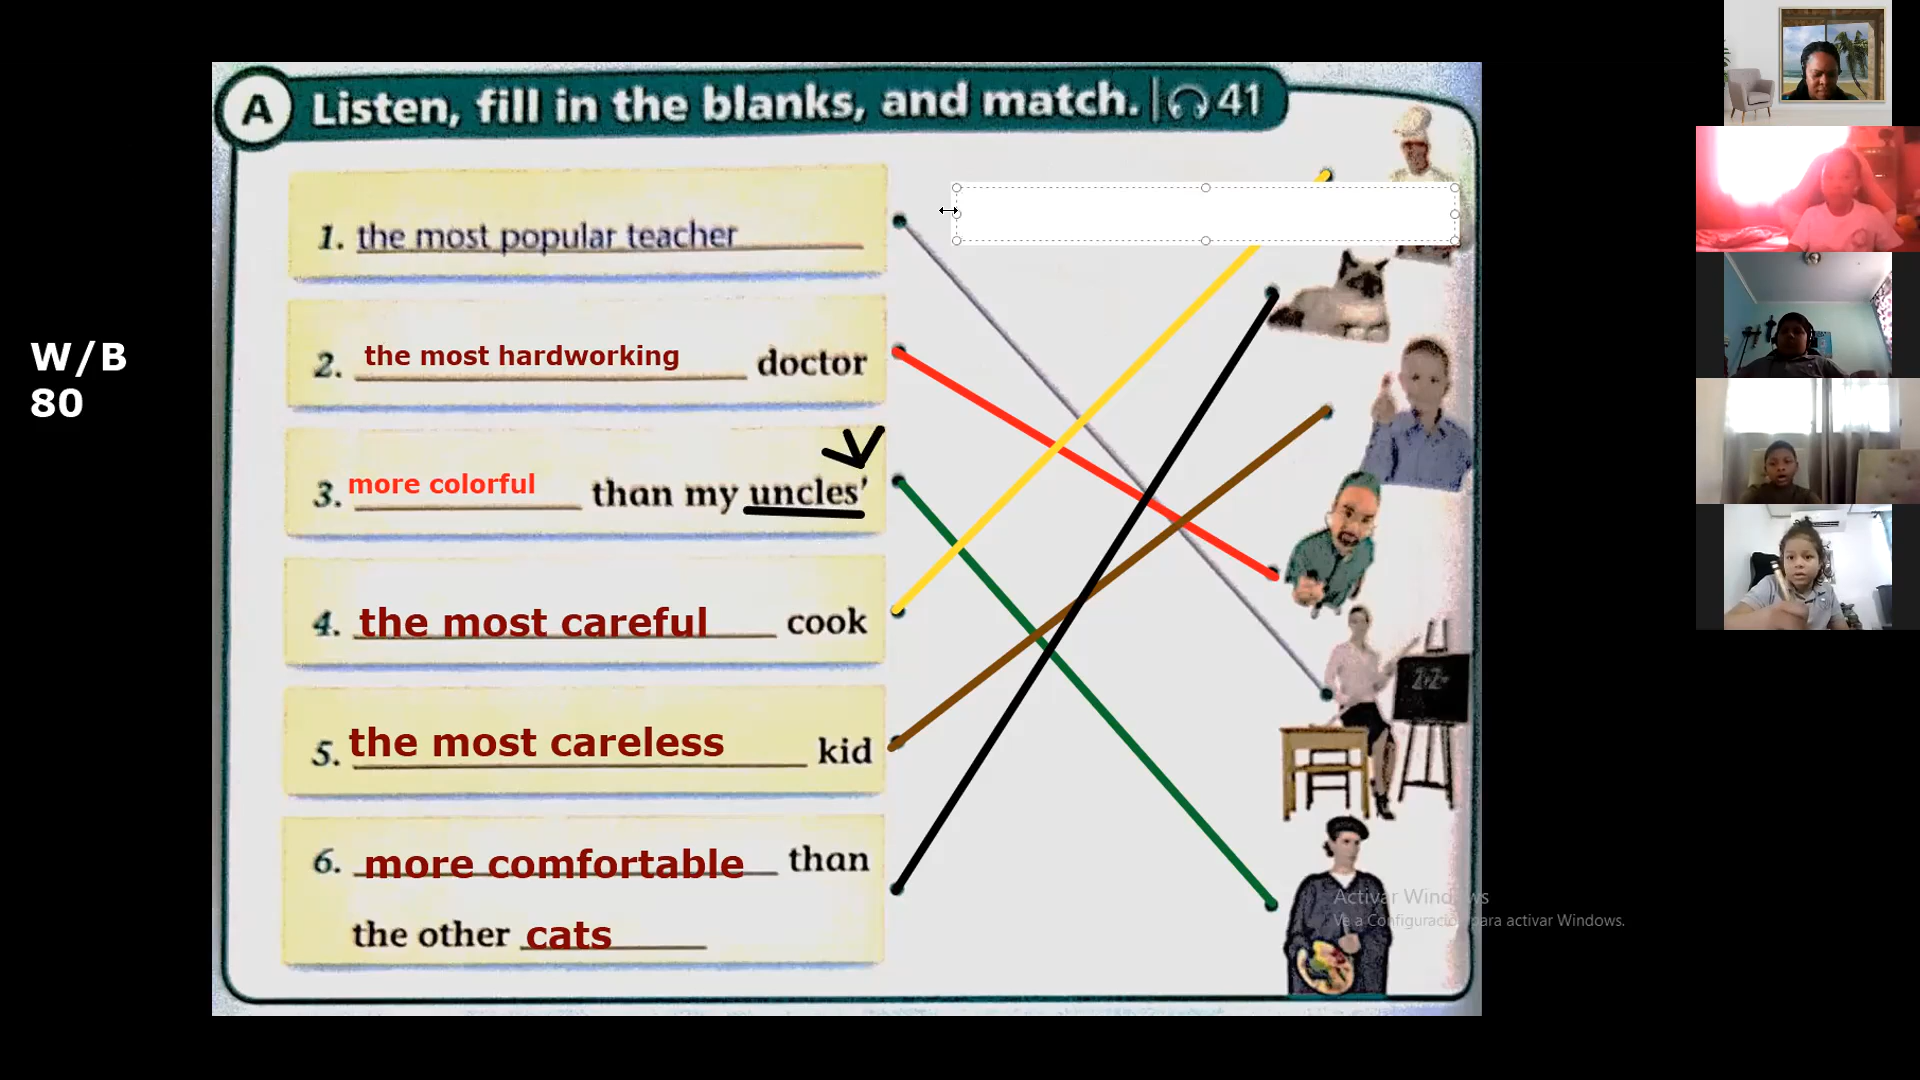 A Listen, fill in the blanks, and match. | 41
1. the most popular teacher
2. the most hardworking doctor
3. more colorful than my uncles'
4. the most careful cook
5. the most careless kid
6. more comfortable than
the other cats
W/B
80
2+2=
Activar Windows
Ve a Configuración para activar Windows.